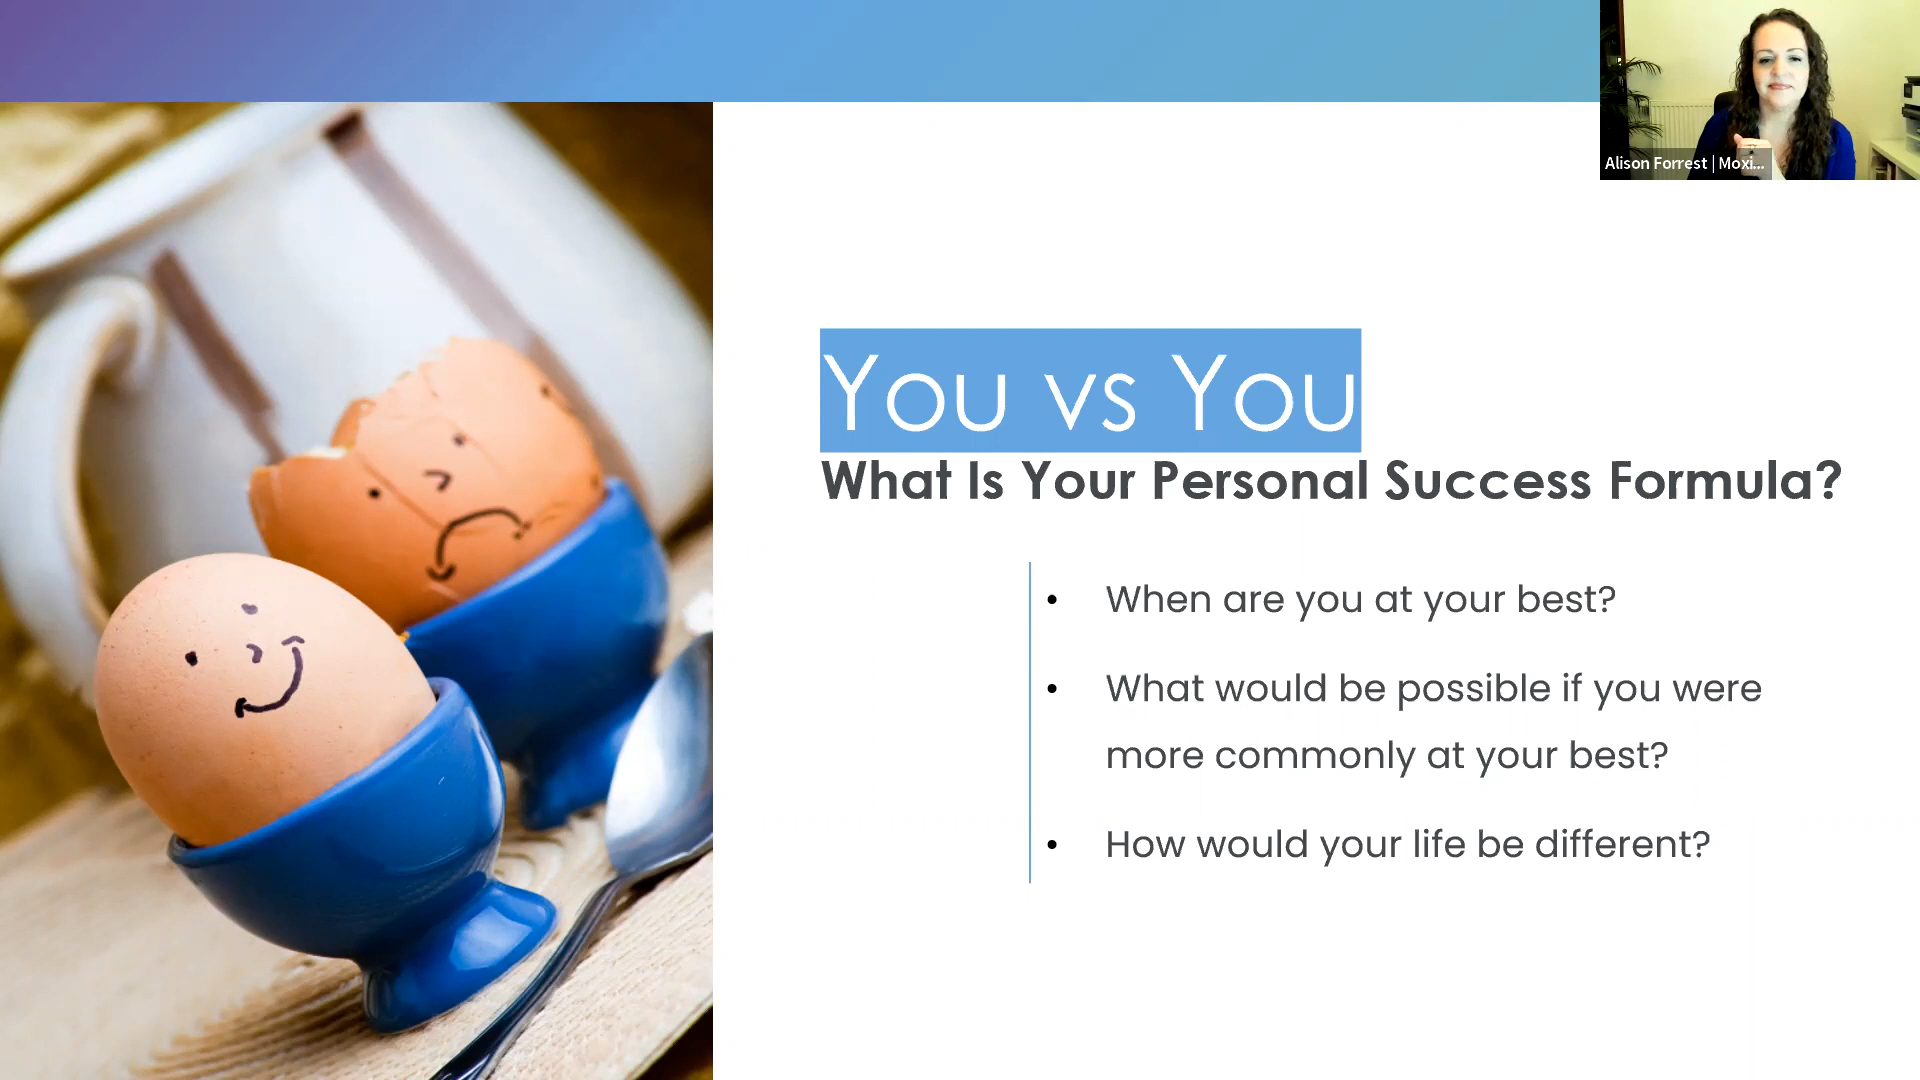 Alison Forrest | Moxi...
You vs You
What Is Your Personal Success Formula?
• When are you at your best?
• What would be possible if you were
more commonly at your best?
• How would your life be different?